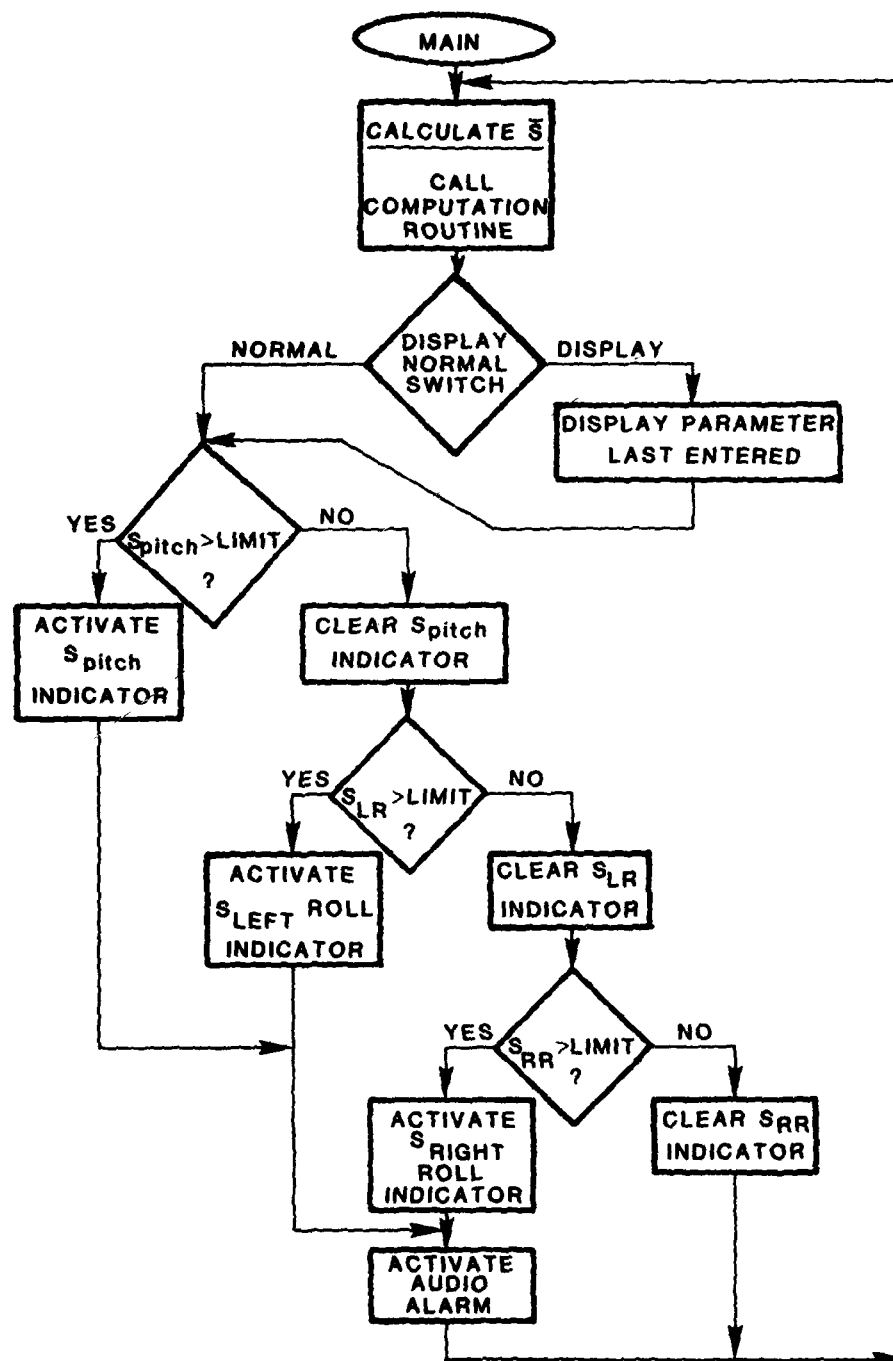 MAIN
CALCULATE S̄
CALL
COMPUTATION
ROUTINE
DISPLAY
NORMAL
SWITCH
NORMAL
DISPLAY
DISPLAY PARAMETER
LAST ENTERED
YES
Spitch>LIMIT
?
NO
ACTIVATE
Spitch
INDICATOR
CLEAR Spitch
INDICATOR
YES
SLR>LIMIT
?
NO
ACTIVATE
SLEFT ROLL
INDICATOR
CLEAR SLR
INDICATOR
YES
SRR>LIMIT
?
NO
ACTIVATE
SRIGHT
ROLL
INDICATOR
CLEAR SRR
INDICATOR
ACTIVATE
AUDIO
ALARM